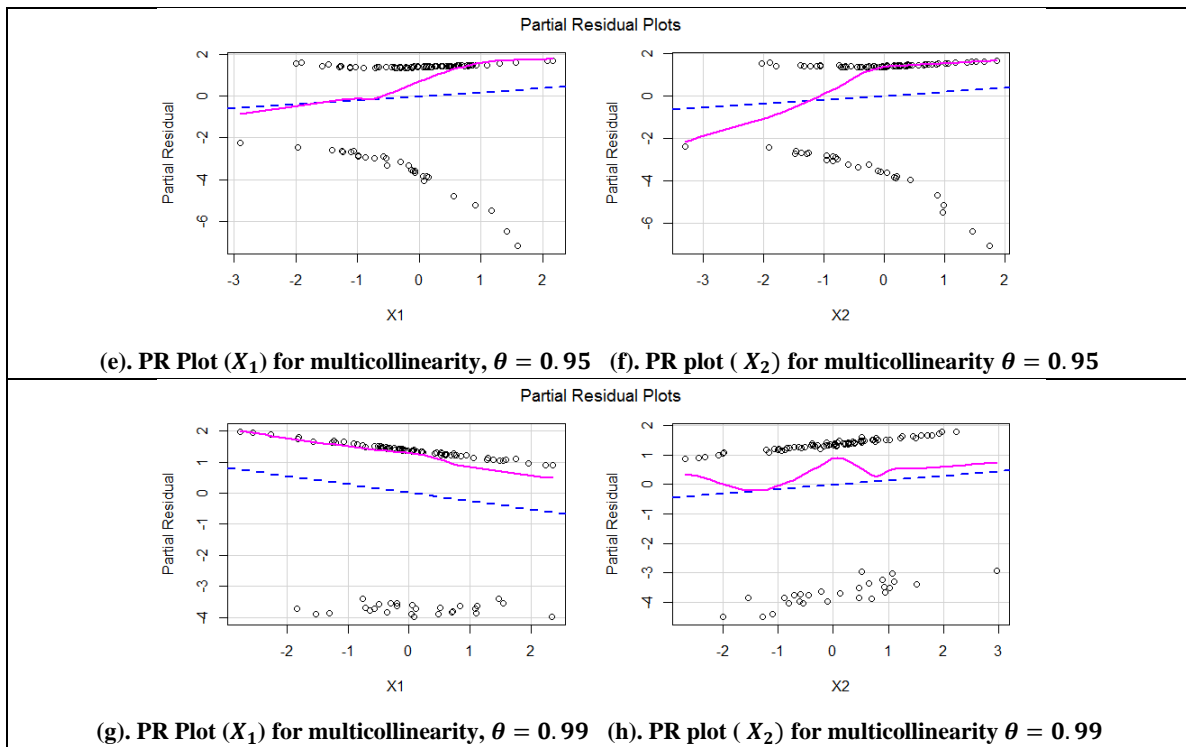 Partial Residual Plots
Partial Residual
2
0
-2
-4
-6
-3 -2 -1 0 1 2
X1
Partial Residual
2
0
-2
-4
-6
-3 -2 -1 0 1 2
X2
(e). PR Plot (X₁) for multicollinearity, θ = 0.95 (f). PR plot ( X₂) for multicollinearity θ = 0.95
Partial Residual Plots
Partial Residual
2
1
0
-1
-2
-3
-4
-2 -1 0 1 2
X1
Partial Residual
2
1
0
-1
-2
-3
-4
-2 -1 0 1 2 3
X2
(g). PR Plot (X₁) for multicollinearity, θ = 0.99 (h). PR plot ( X₂) for multicollinearity θ = 0.99